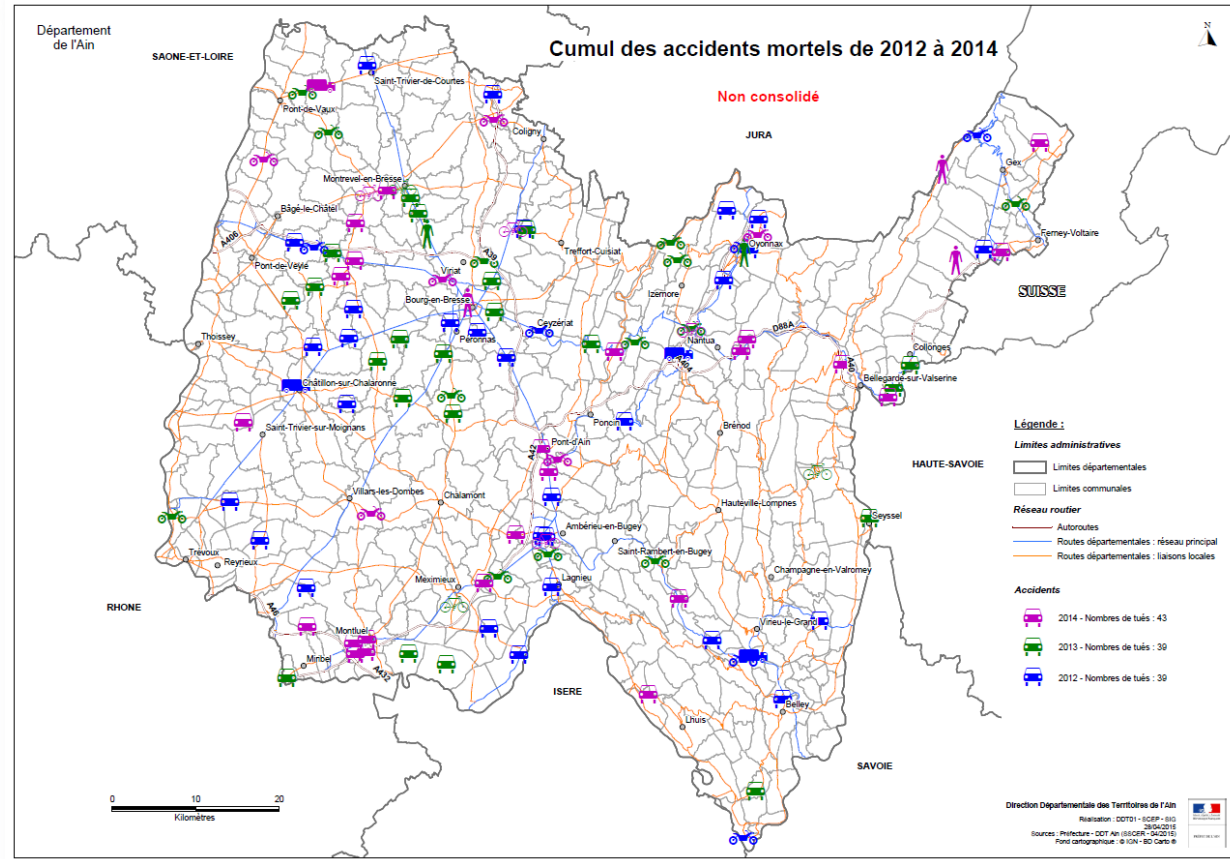 Département
de l'Ain
SAONE-ET-LOIRE
Cumul des accidents mortels de 2012 à 2014
N
Non consolidé
JURA
Saint-Trivier-de-Courtes
Pont-de-Vaux
Coligny
Montrevel-en-Bresse
Gex
Bâgé-le-Châtel
A406
Ferney-Voltaire
Oyonnax
Treffort-Cuisiat
Pont-de-Veyle
A39
Viriat
SUISSE
Izernore
Bourg-en-Bresse
Ceyzériat
D88A
Thoissey
Péronnas
Nantua
Collonges
A404
A40
Châtillon-sur-Chalaronne
Bellegarde-sur-Valserine
Poncin
Saint-Trivier-sur-Moignans
Brénod
Pont-d'Ain
A42
HAUTE-SAVOIE
Villars-les-Dombes
Chalamont
Hauteville-Lompnes
Seyssel
Ambérieu-en-Bugey
Saint-Rambert-en-Bugey
Trévoux
Reyrieux
Champagne-en-Valromey
Meximieux
Lagnieu
RHONE
A46
Virieu-le-Grand
Montluel
Miribel
A432
ISERE
Belley
Lhuis
SAVOIE
Légende :
Limites administratives
Limites départementales
Limites communales
Réseau routier
Autoroutes
Routes départementales : réseau principal
Routes départementales : liaisons locales
Accidents
2014 - Nombres de tués : 43
2013 - Nombres de tués : 39
2012 - Nombres de tués : 39
0 10 20
Kilomètres
Direction Départementale des Territoires de l'Ain
Réalisation : DDT01 - SCEP - SIG
28/04/2015
Sources : Préfecture - DDT Ain (SSCER - 04/2015)
Fond cartographique : © IGN - BD Carto ®